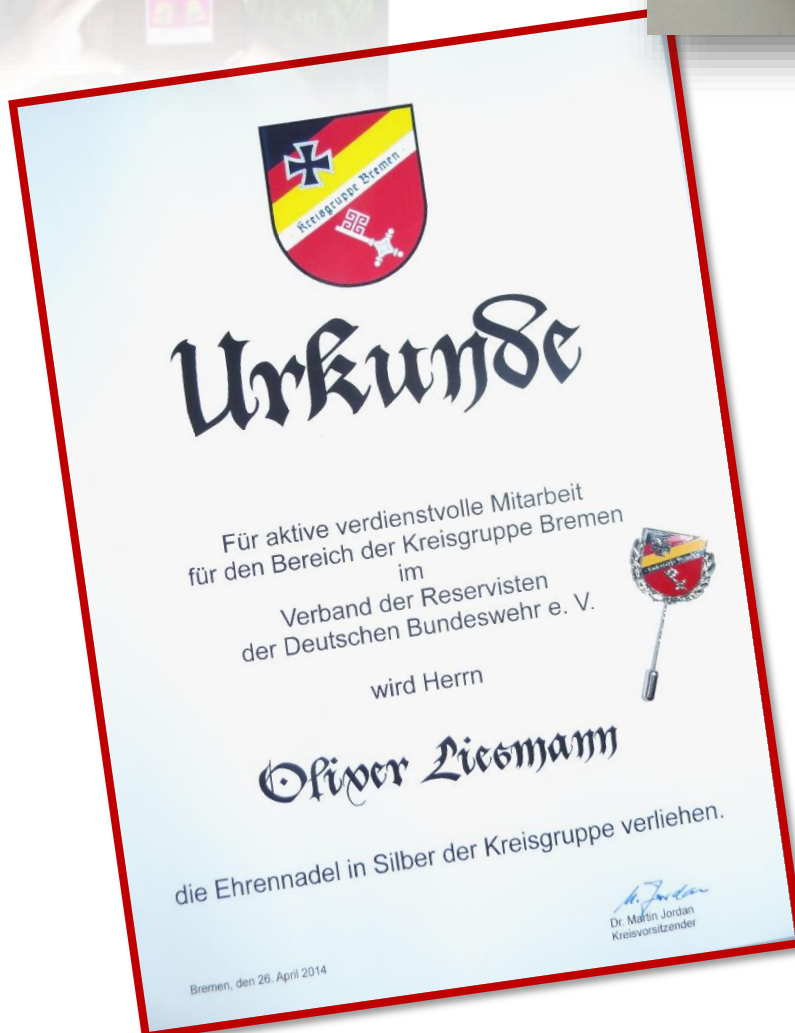 Kreisgruppe Bremen
Urkunde
Für aktive verdienstvolle Mitarbeit
für den Bereich der Kreisgruppe Bremen
im
Verband der Reservisten
der Deutschen Bundeswehr e. V.
wird Herrn
Oliver Liesmann
die Ehrennadel in Silber der Kreisgruppe verliehen.
M. Jordan
Dr. Martin Jordan
Kreisvorsitzender
Bremen, den 26. April 2014